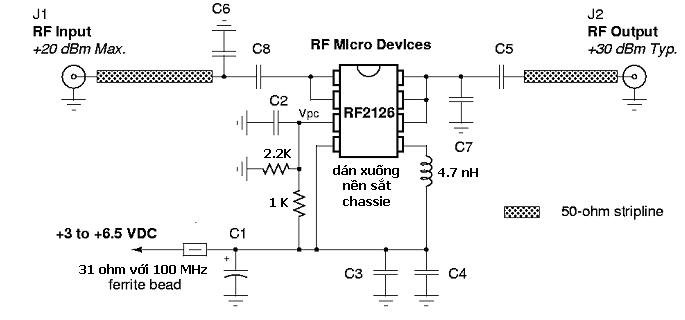 J1
RF Input
+20 dBm Max.
C6
C8
RF Micro Devices
C5
J2
RF Output
+30 dBm Typ.
C2
Vpc
RF2126
C7
2.2K
dán xuống
nền sắt
chassie
4.7 nH
1 K
50-ohm stripline
+3 to +6.5 VDC
C1
+
31 ohm với 100 MHz
ferrite bead
C3
C4